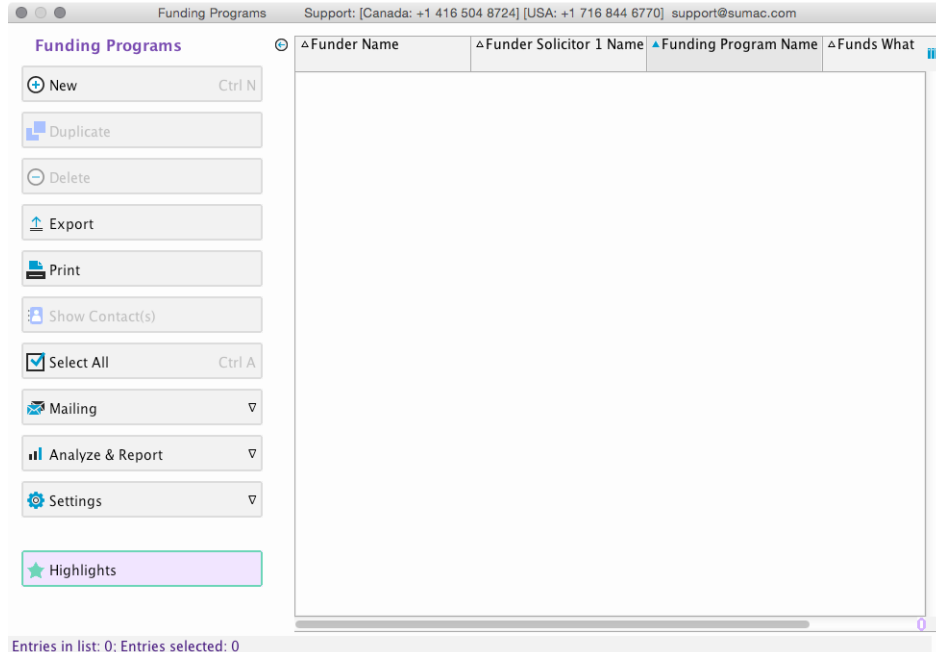 Funding Programs Support: [Canada: +1 416 504 8724] [USA: +1 716 844 6770] support@sumac.com
Funding Programs
Funder Name Funder Solicitor 1 Name Funding Program Name Funds What
New Ctrl N
Duplicate
Delete
Export
Print
Show Contact(s)
Select All Ctrl A
Mailing
Analyze & Report
Settings
Highlights
0
Entries in list: 0; Entries selected: 0